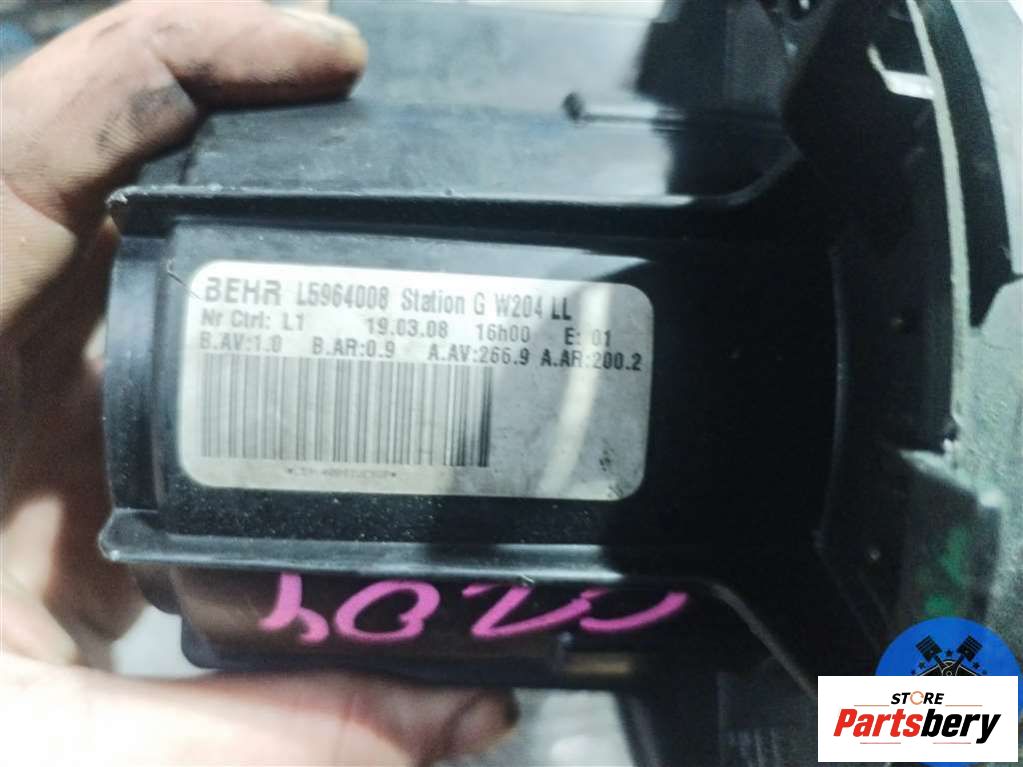 BEHR L5964008 Station G W204 LL
Nr Ctrl: L1 19.03.08 16h00 E: 01
B.AV:1.0 B.AR:0.9 A.AV:266.9 A.AR:200.2
C204
STORE
Partsbery